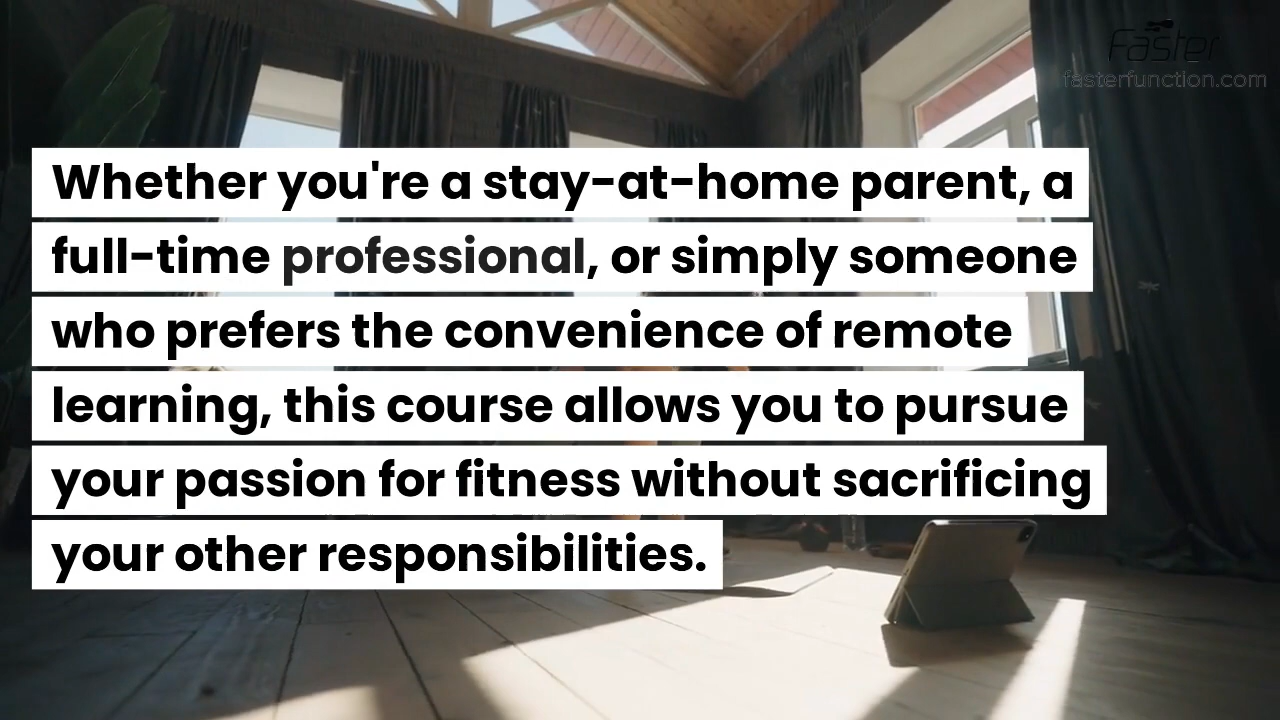 Faster
fasterfunction.com
Whether you're a stay-at-home parent, a
full-time professional, or simply someone
who prefers the convenience of remote
learning, this course allows you to pursue
your passion for fitness without sacrificing
your other responsibilities.